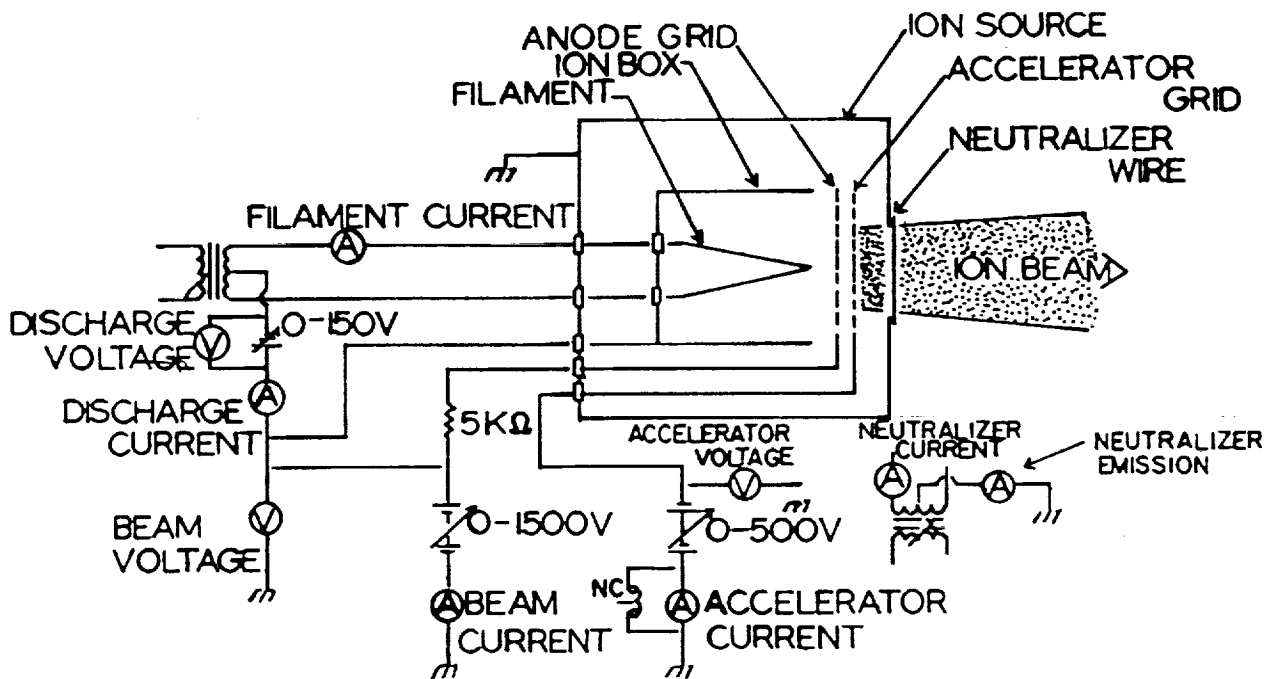 ION SOURCE
ANODE GRID
ION BOX
FILAMENT
ACCELERATOR
GRID
NEUTRALIZER
WIRE
FILAMENT CURRENT
A
ION BEAM
DISCHARGE
VOLTAGE
V
0-150V
A
DISCHARGE
CURRENT
5KΩ
ACCELERATOR
VOLTAGE
V
NEUTRALIZER
CURRENT
A
NEUTRALIZER
EMISSION
A
BEAM
VOLTAGE
V
0-1500V
0-500V
A
BEAM
CURRENT
NC
A
ACCELERATOR
CURRENT